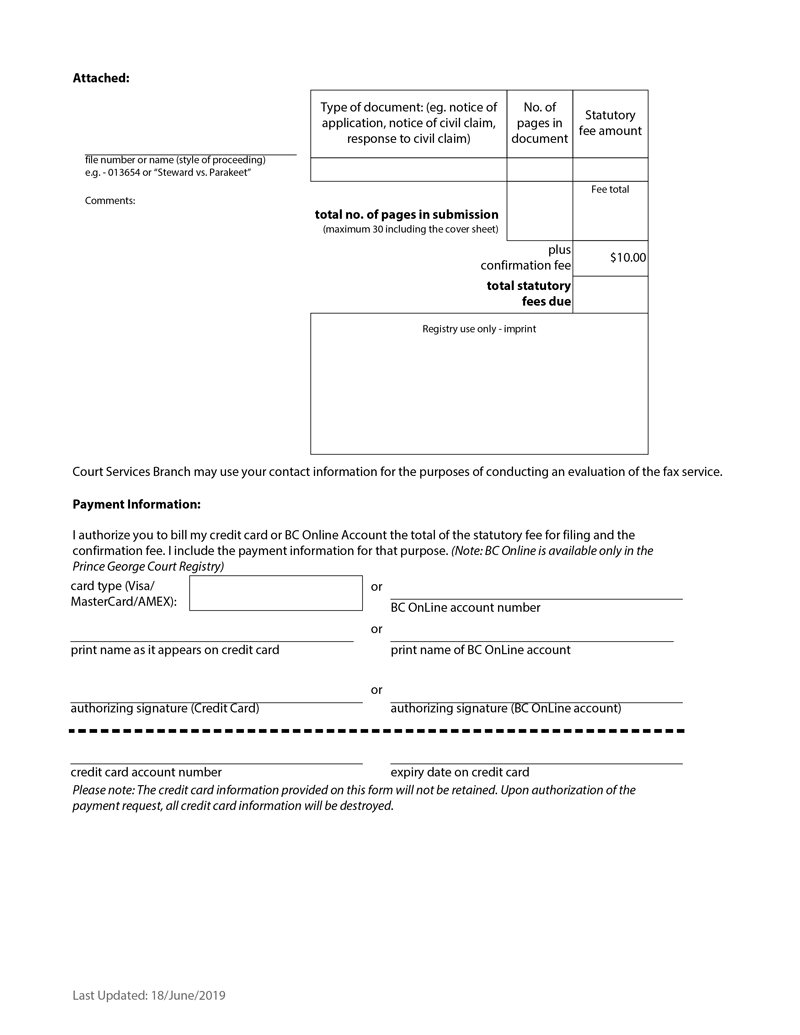 Attached:
Type of document: (eg. notice of
application, notice of civil claim,
response to civil claim)
No. of
pages in
document
Statutory
fee amount
file number or name (style of proceeding)
e.g. - 013654 or “Steward vs. Parakeet”
Comments:
Fee total
total no. of pages in submission
(maximum 30 including the cover sheet)
plus
confirmation fee
$10.00
total statutory
fees due
Registry use only - imprint
Court Services Branch may use your contact information for the purposes of conducting an evaluation of the fax service.
Payment Information:
I authorize you to bill my credit card or BC Online Account the total of the statutory fee for filing and the
confirmation fee. I include the payment information for that purpose. (Note: BC Online is available only in the
Prince George Court Registry)
card type (Visa/
MasterCard/AMEX):
or
BC OnLine account number
or
print name as it appears on credit card
print name of BC OnLine account
or
authorizing signature (Credit Card)
authorizing signature (BC OnLine account)
credit card account number
expiry date on credit card
Please note: The credit card information provided on this form will not be retained. Upon authorization of the
payment request, all credit card information will be destroyed.
Last Updated: 18/June/2019